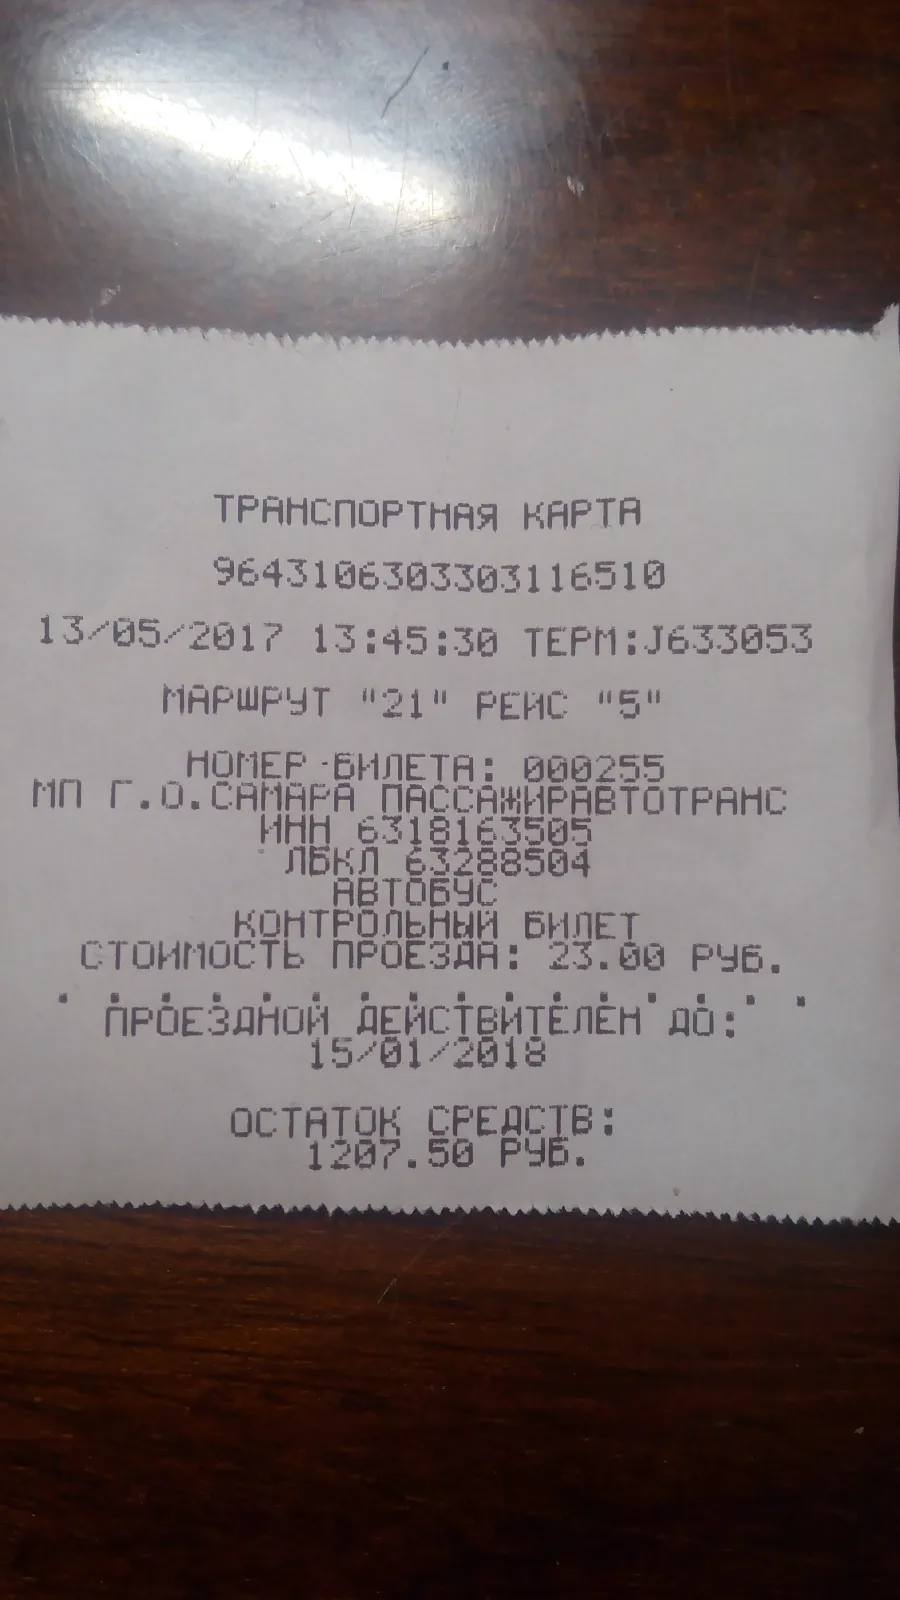 ТРАНСПОРТНАЯ КАРТА
9643106303303116510
13/05/2017 13:45:30 ТЕРМ:J633053
МАРШРУТ "21" РЕЙС "5"
НОМЕР БИЛЕТА: 000255
МП Г.О.САМАРА ПАССАЖИРАВТОТРАНС
ИНН 6318163505
ЛБКЛ 63288504
АВТОБУС
КОНТРОЛЬНЫЙ БИЛЕТ
СТОИМОСТЬ ПРОЕЗДА: 23.00 РУБ.
ПРОЕЗДНОЙ ДЕЙСТВИТЕЛЕН ДО:
15/01/2018
ОСТАТОК СРЕДСТВ:
1207.50 РУБ.